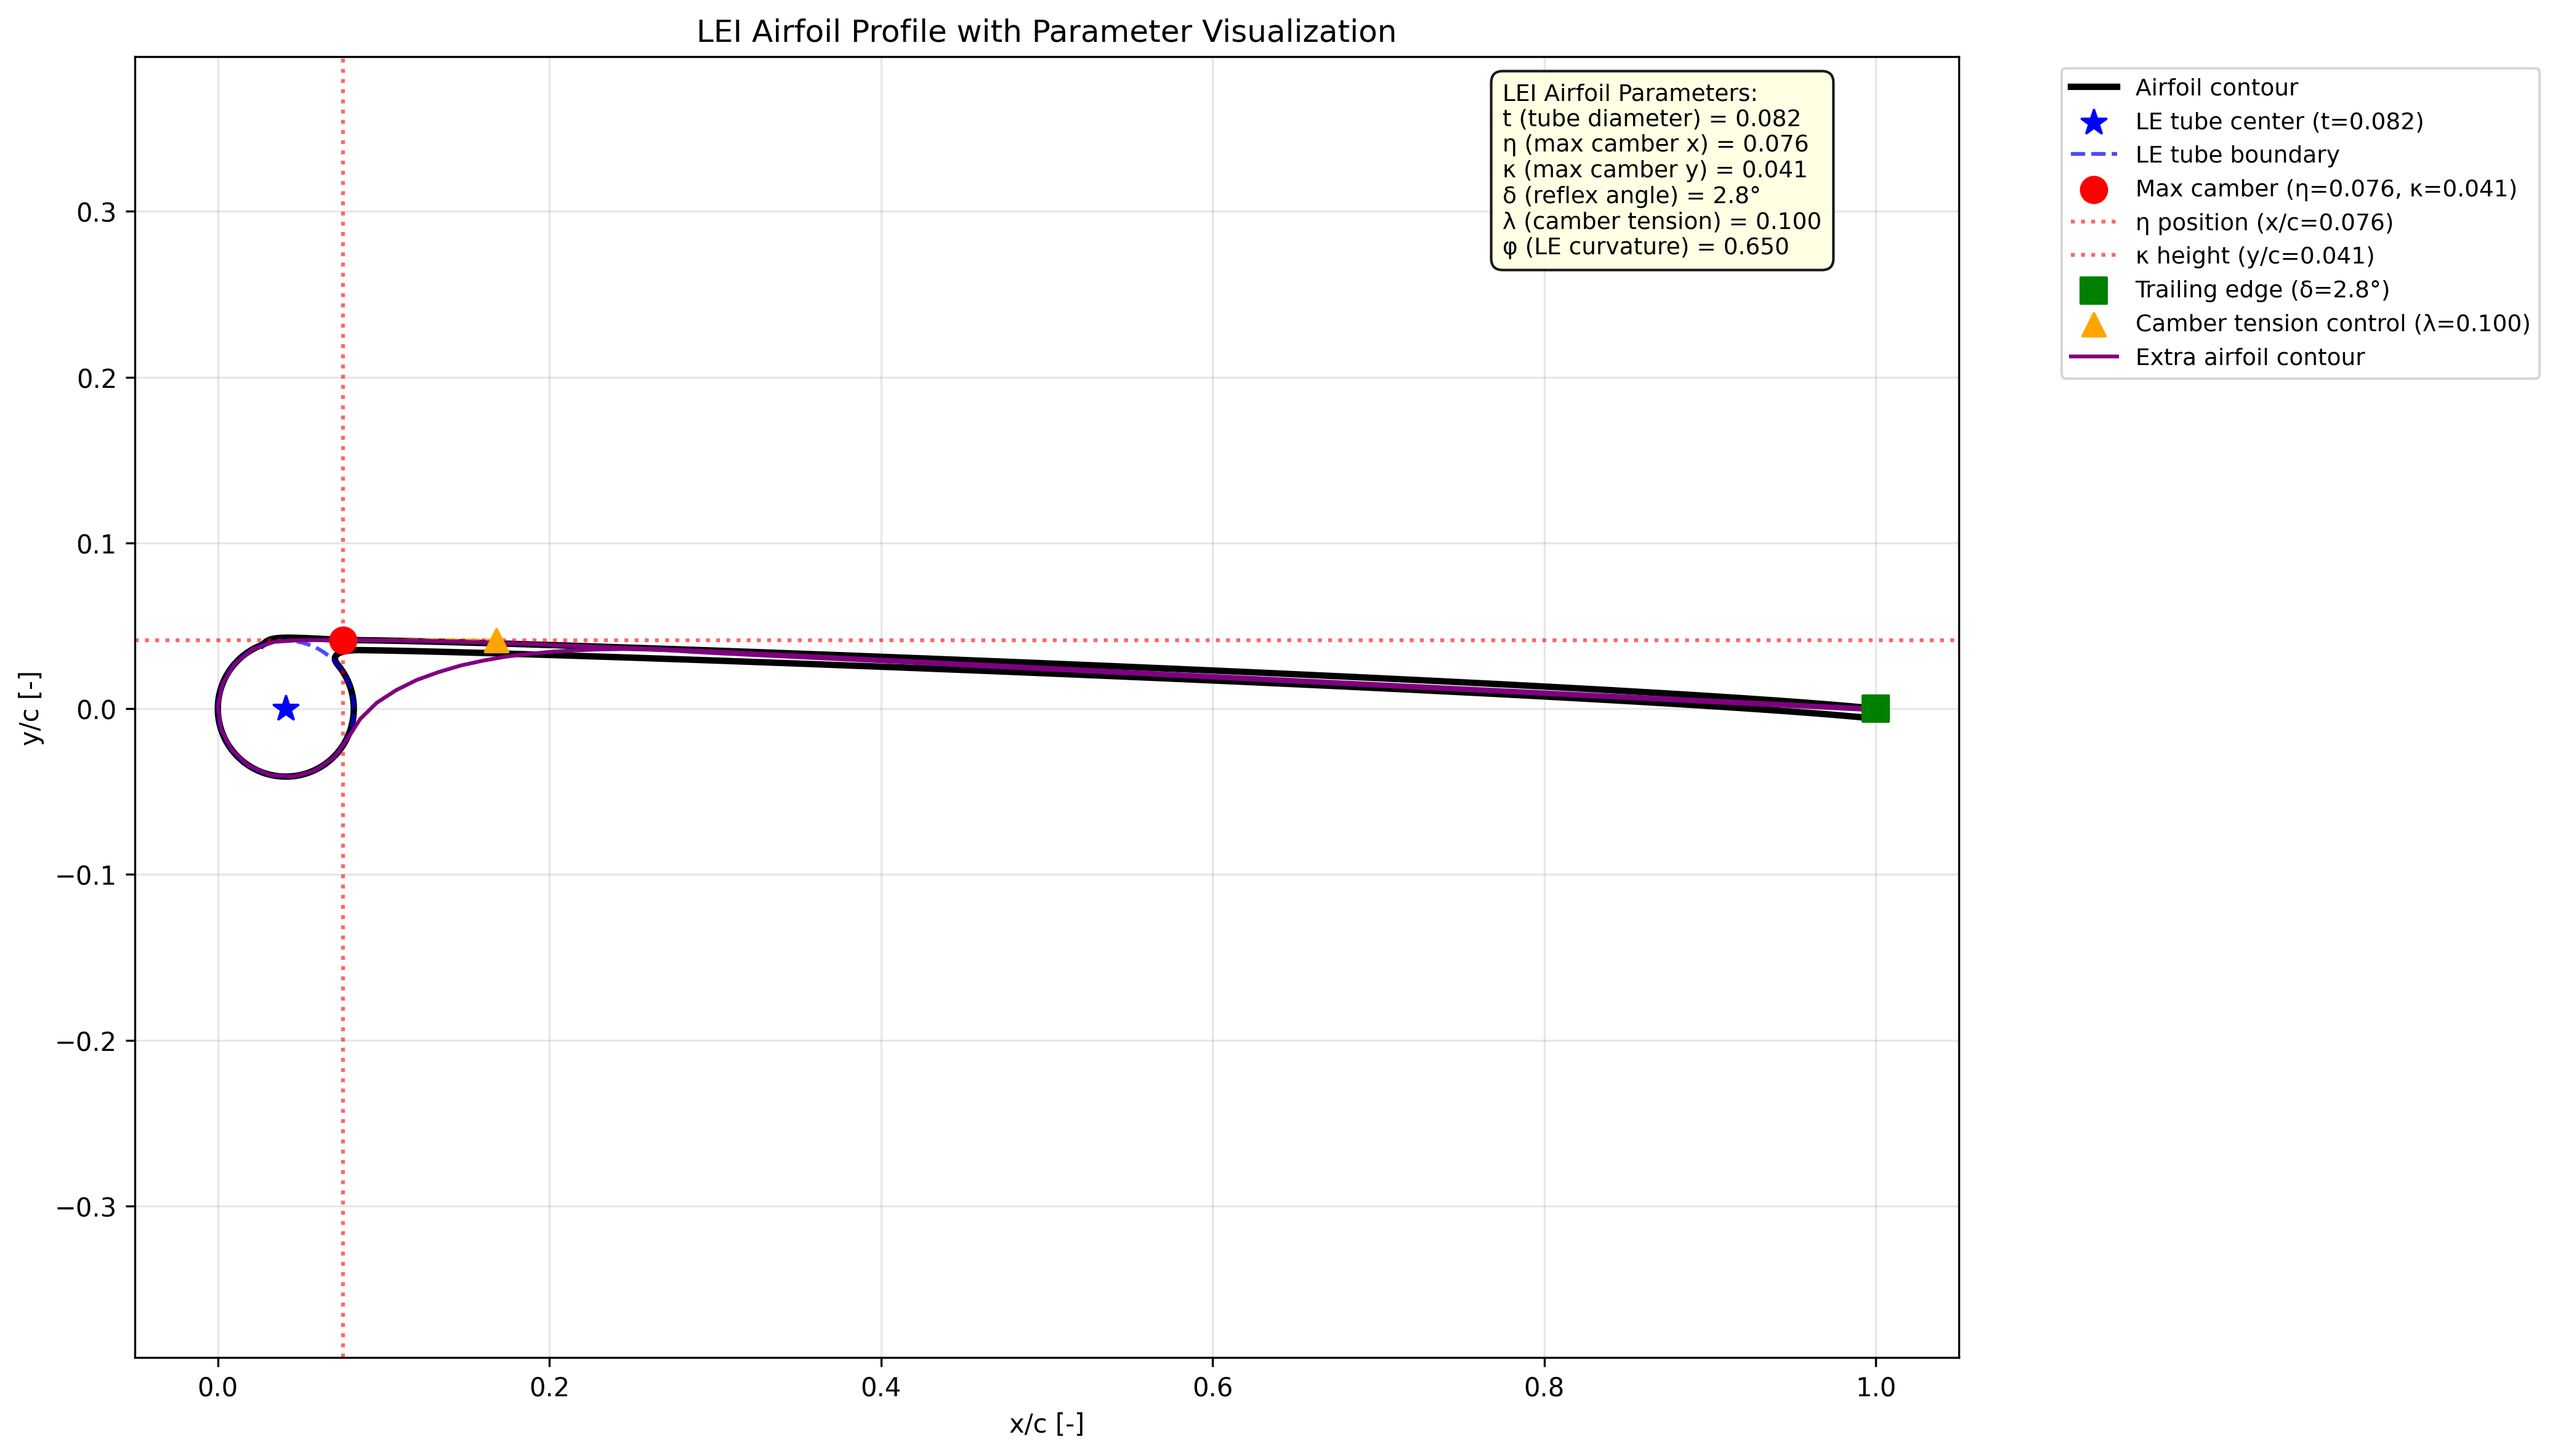 LEI Airfoil Profile with Parameter Visualization
LEI Airfoil Parameters:
t (tube diameter) = 0.082
η (max camber x) = 0.076
κ (max camber y) = 0.041
δ (reflex angle) = 2.8°
λ (camber tension) = 0.100
φ (LE curvature) = 0.650
Airfoil contour
LE tube center (t=0.082)
LE tube boundary
Max camber (η=0.076, κ=0.041)
η position (x/c=0.076)
κ height (y/c=0.041)
Trailing edge (δ=2.8°)
Camber tension control (λ=0.100)
Extra airfoil contour
y/c [-]
0.3
0.2
0.1
0.0
−0.1
−0.2
−0.3
0.0
0.2
0.4
0.6
0.8
1.0
x/c [-]